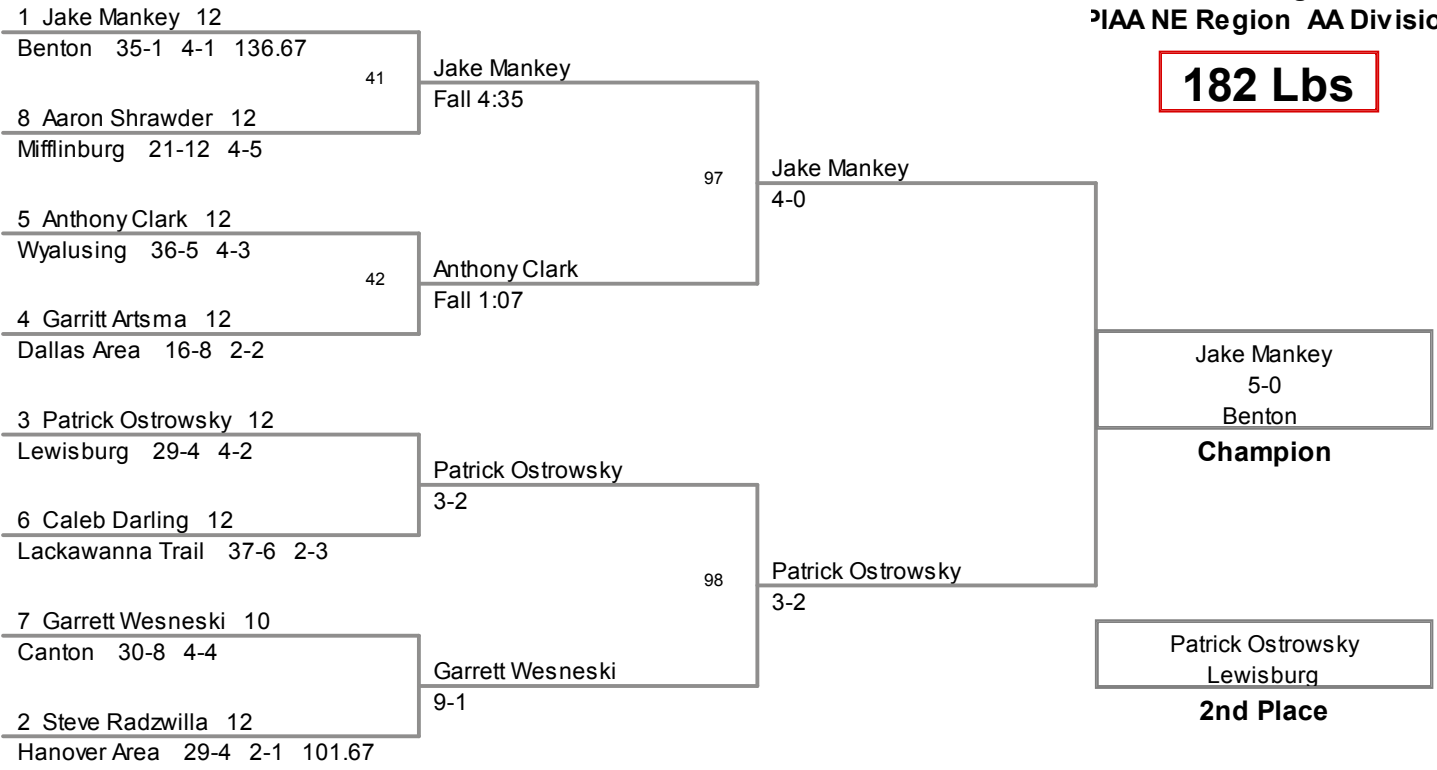 PIAA NE Region AA Divisio
182 Lbs
1 Jake Mankey 12
Benton 35-1 4-1 136.67
41
Jake Mankey
Fall 4:35
8 Aaron Shrawder 12
Mifflinburg 21-12 4-5
97
Jake Mankey
4-0
5 Anthony Clark 12
Wyalusing 36-5 4-3
42
Anthony Clark
Fall 1:07
4 Garritt Artsma 12
Dallas Area 16-8 2-2
Jake Mankey
5-0
Benton
Champion
3 Patrick Ostrowsky 12
Lewisburg 29-4 4-2
Patrick Ostrowsky
3-2
6 Caleb Darling 12
Lackawanna Trail 37-6 2-3
98
Patrick Ostrowsky
3-2
7 Garrett Wesneski 10
Canton 30-8 4-4
Garrett Wesneski
9-1
2 Steve Radzwilla 12
Hanover Area 29-4 2-1 101.67
Patrick Ostrowsky
Lewisburg
2nd Place